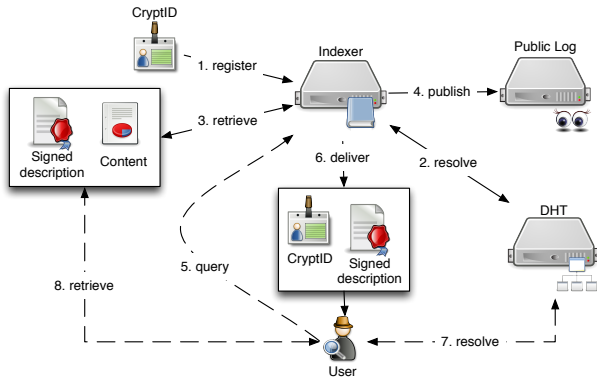 CryptID
1. register
Indexer
Public Log
4. publish
3. retrieve
Signed
description
Content
6. deliver
2. resolve
CryptID
Signed
description
DHT
5. query
8. retrieve
7. resolve
User